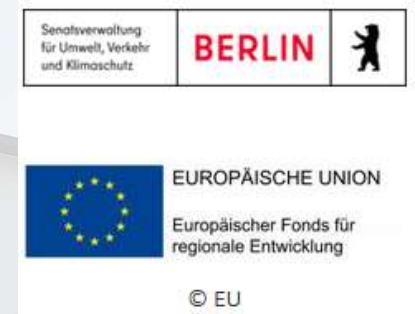 Senatsverwaltung
für Umwelt, Verkehr
und Klimaschutz
BERLIN
EUROPÄISCHE UNION
Europäischer Fonds für
regionale Entwicklung
© EU